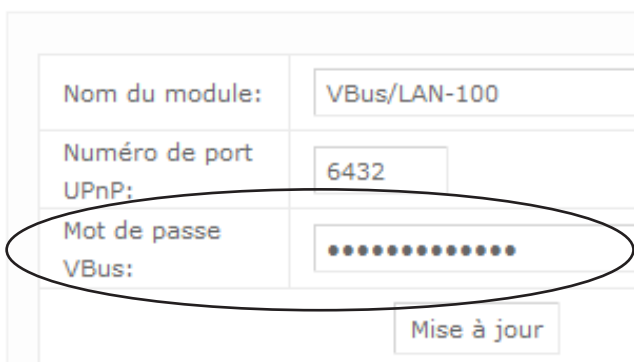 Nom du module: VBus/LAN-100
Numéro de port
UPnP: 6432
Mot de passe
VBus: •••••••••••••
Mise à jour